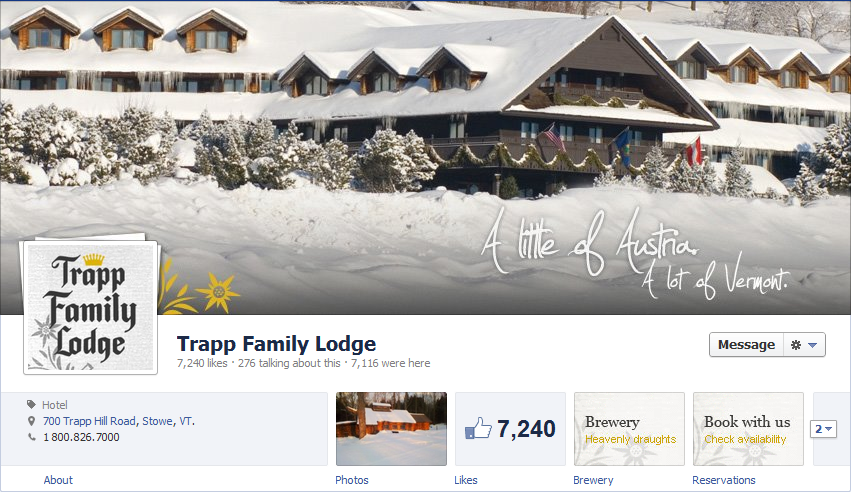 A little of Austria.
A lot of Vermont.
Trapp
Family
Lodge
Trapp Family Lodge
7,240 likes · 276 talking about this · 7,116 were here
Message
Hotel
700 Trapp Hill Road, Stowe, VT.
1 800.826.7000
7,240
Brewery
Heavenly draughts
Book with us
Check availability
2
About
Photos
Likes
Brewery
Reservations